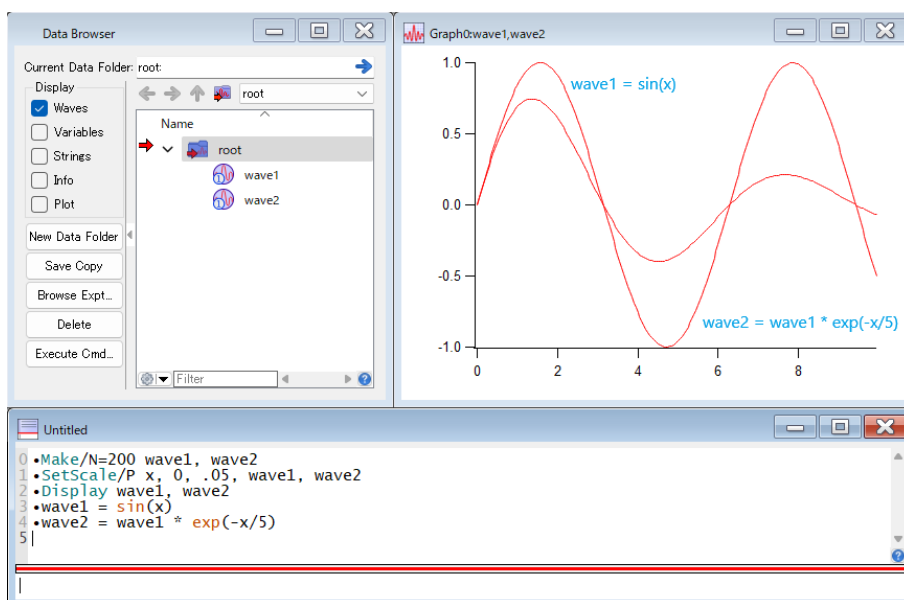 Data Browser
Current Data Folder: root:
Display
Waves
Variables
Strings
Info
Plot
New Data Folder
Save Copy
Browse Expt...
Delete
Execute Cmd...
root
Name
root
wave1
wave2
Filter
Graph0:wave1,wave2
wave1 = sin(x)
wave2 = wave1 * exp(-x/5)
1.0
0.5
0.0
-0.5
-1.0
0 2 4 6 8
Untitled
0 •Make/N=200 wave1, wave2
1 •SetScale/P x, 0, .05, wave1, wave2
2 •Display wave1, wave2
3 •wave1 = sin(x)
4 •wave2 = wave1 * exp(-x/5)
5